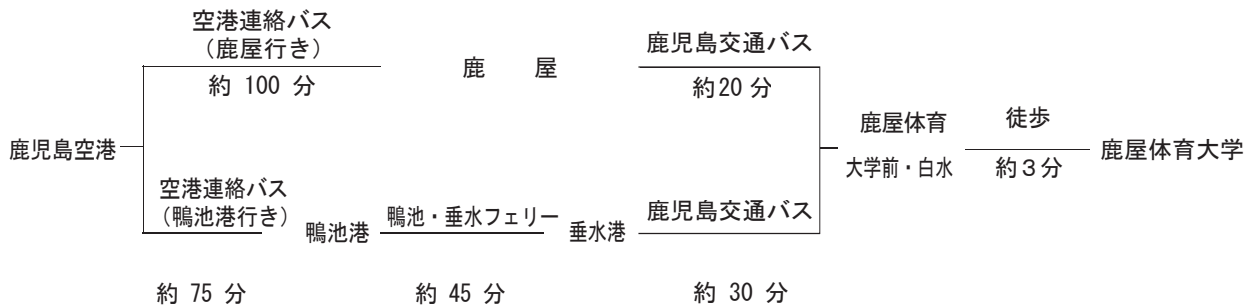 空港連絡バス
（鹿屋行き）
約 100 分
鹿 屋
鹿児島交通バス
約20 分
鹿児島空港
鹿屋体育
大学前・白水
徒歩
約３分
鹿屋体育大学
空港連絡バス
（鴨池港行き）
鴨池港
鴨池・垂水フェリー
垂水港
鹿児島交通バス
約 75 分
約 45 分
約 30 分